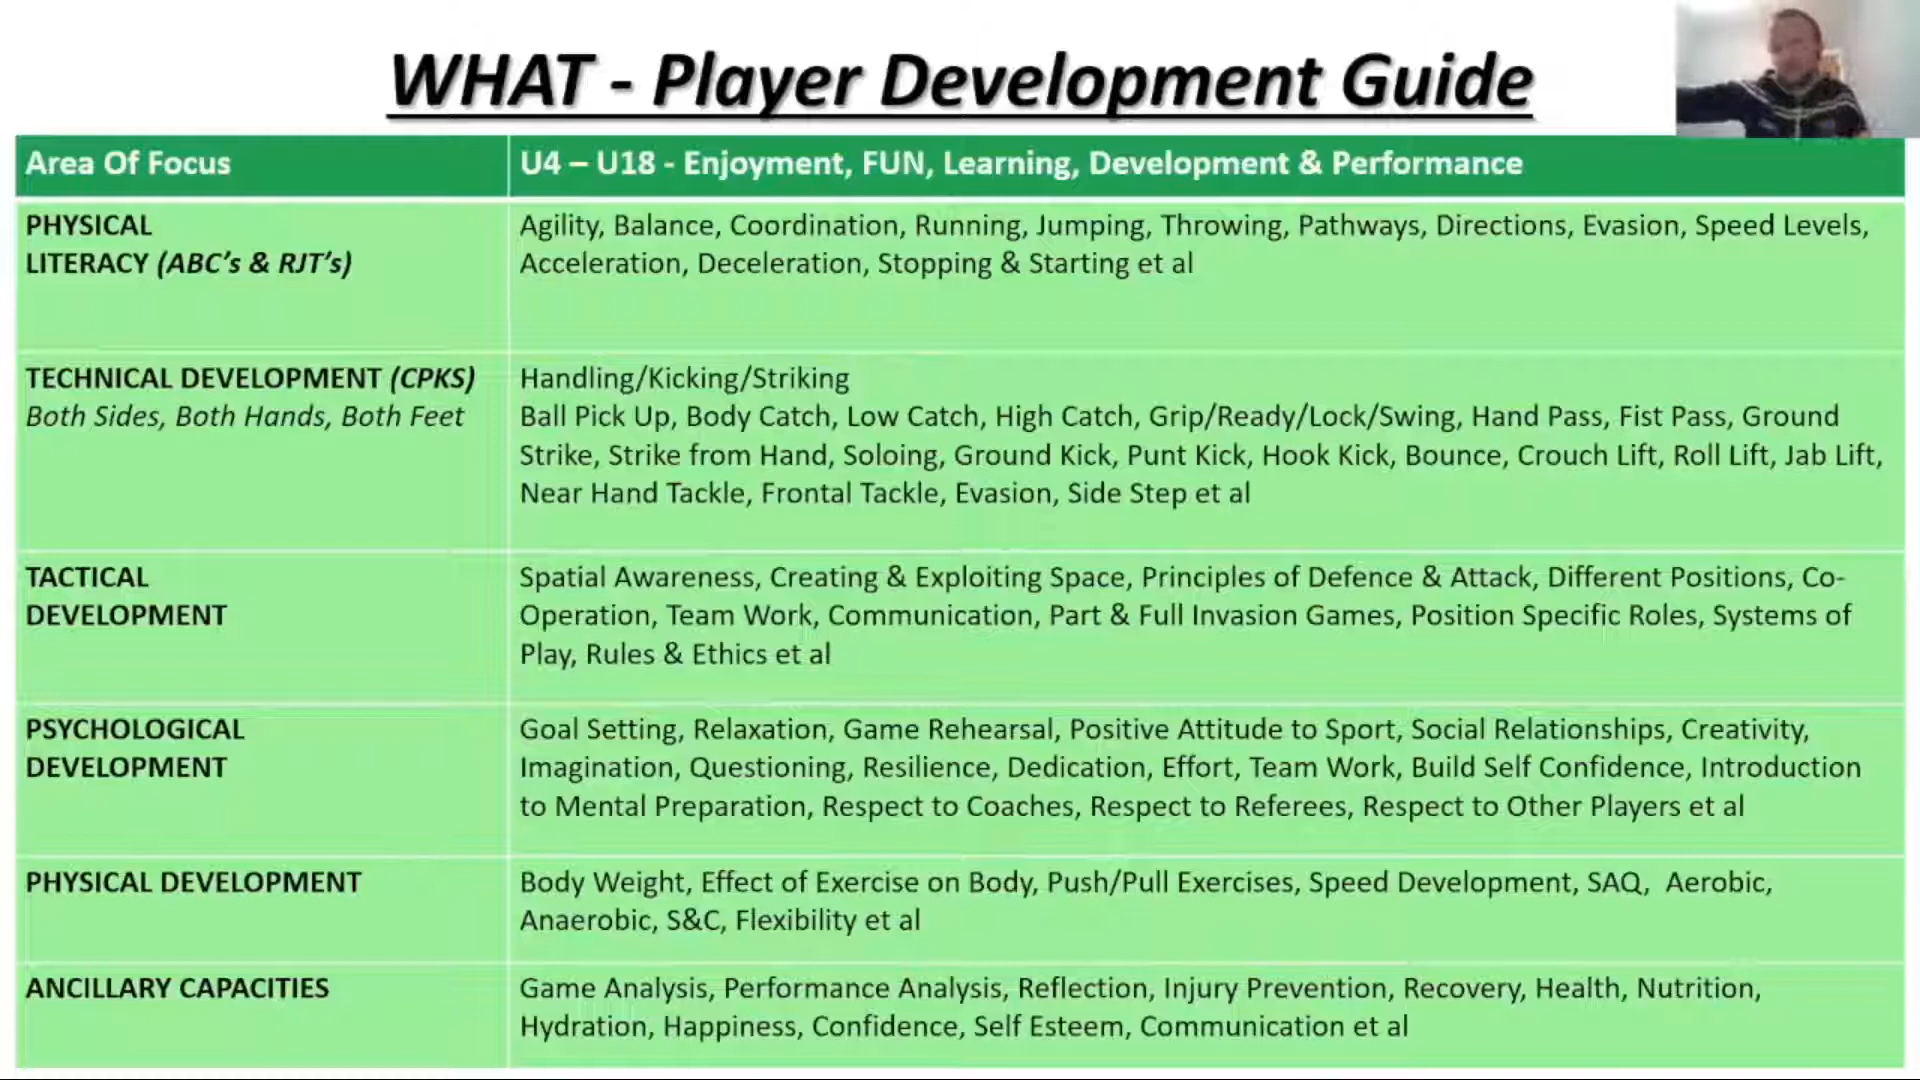 WHAT - Player Development Guide
Area Of Focus
U4 – U18 - Enjoyment, FUN, Learning, Development & Performance
PHYSICAL
LITERACY (ABC’s & RJT’s)
Agility, Balance, Coordination, Running, Jumping, Throwing, Pathways, Directions, Evasion, Speed Levels,
Acceleration, Deceleration, Stopping & Starting et al
TECHNICAL DEVELOPMENT (CPKS)
Both Sides, Both Hands, Both Feet
Handling/Kicking/Striking
Ball Pick Up, Body Catch, Low Catch, High Catch, Grip/Ready/Lock/Swing, Hand Pass, Fist Pass, Ground
Strike, Strike from Hand, Soloing, Ground Kick, Punt Kick, Hook Kick, Bounce, Crouch Lift, Roll Lift, Jab Lift,
Near Hand Tackle, Frontal Tackle, Evasion, Side Step et al
TACTICAL
DEVELOPMENT
Spatial Awareness, Creating & Exploiting Space, Principles of Defence & Attack, Different Positions, Co-
Operation, Team Work, Communication, Part & Full Invasion Games, Position Specific Roles, Systems of
Play, Rules & Ethics et al
PSYCHOLOGICAL
DEVELOPMENT
Goal Setting, Relaxation, Game Rehearsal, Positive Attitude to Sport, Social Relationships, Creativity,
Imagination, Questioning, Resilience, Dedication, Effort, Team Work, Build Self Confidence, Introduction
to Mental Preparation, Respect to Coaches, Respect to Referees, Respect to Other Players et al
PHYSICAL DEVELOPMENT
Body Weight, Effect of Exercise on Body, Push/Pull Exercises, Speed Development, SAQ, Aerobic,
Anaerobic, S&C, Flexibility et al
ANCILLARY CAPACITIES
Game Analysis, Performance Analysis, Reflection, Injury Prevention, Recovery, Health, Nutrition,
Hydration, Happiness, Confidence, Self Esteem, Communication et al